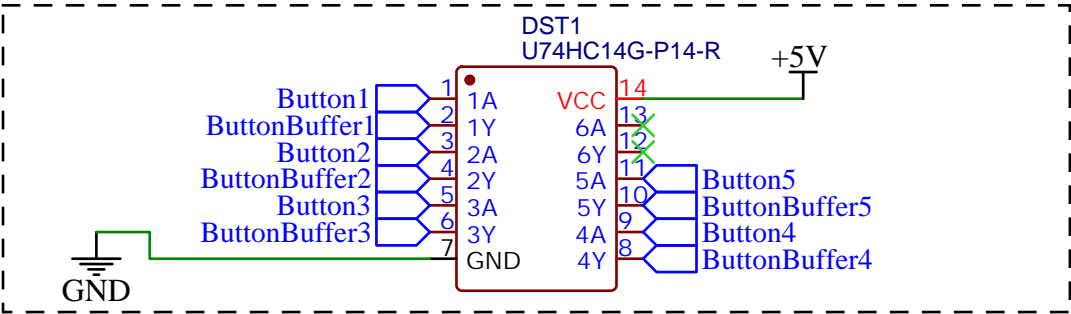 DST1
U74HC14G-P14-R
+5V
Button1 1 1A VCC 14
ButtonBuffer1 2 1Y 6A 13
Button2 3 2A 6Y 12
ButtonBuffer2 4 2Y 5A 11 Button5
Button3 5 3A 5Y 10 ButtonBuffer5
ButtonBuffer3 6 3Y 4A 9 Button4
7 GND 4Y 8 ButtonBuffer4
GND